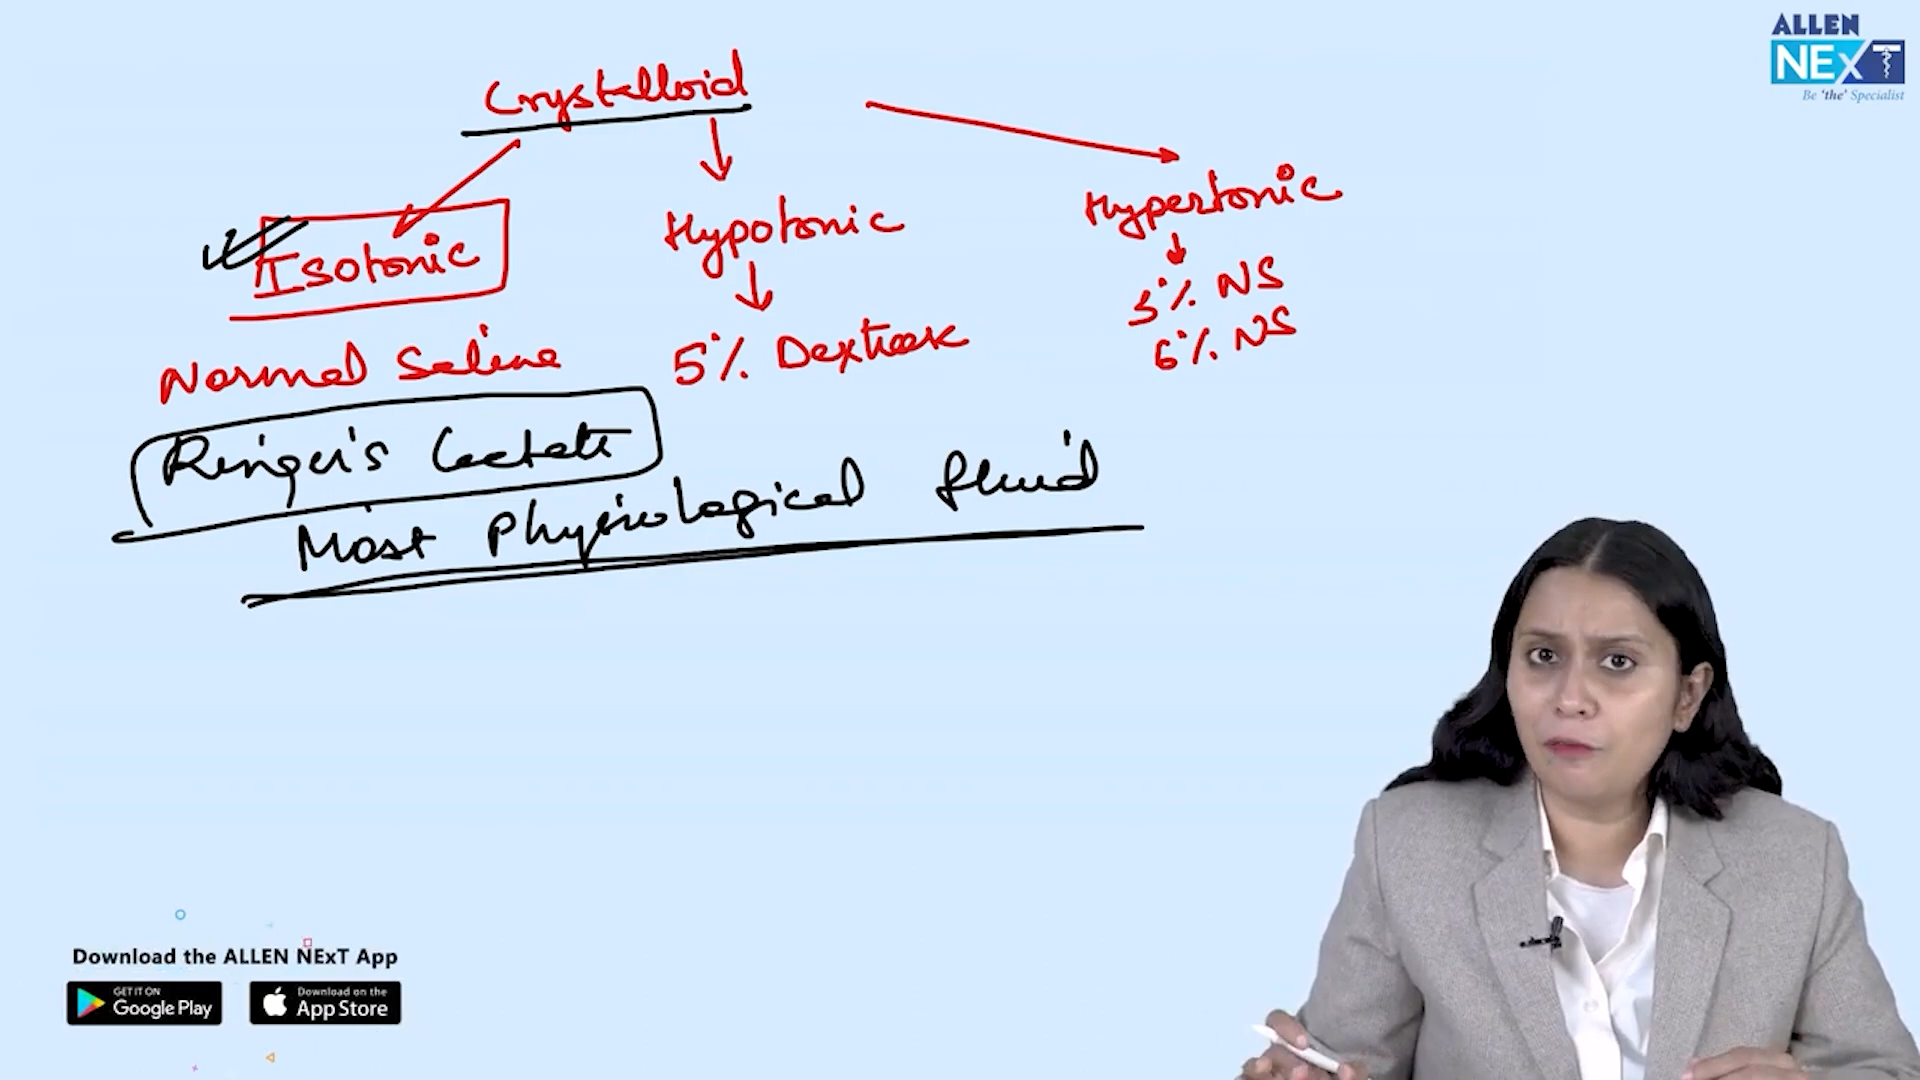 ALLEN
NExT
Be 'the' Specialist
Crystalloid
Isotonic
Hypotonic
Hypertonic
Normal Saline
5% Dextrose
3% NS
6% NS
Ringer's Lactate
Most Physiological fluid
Download the ALLEN NExT App
GET IT ON
Google Play
Download on the
App Store